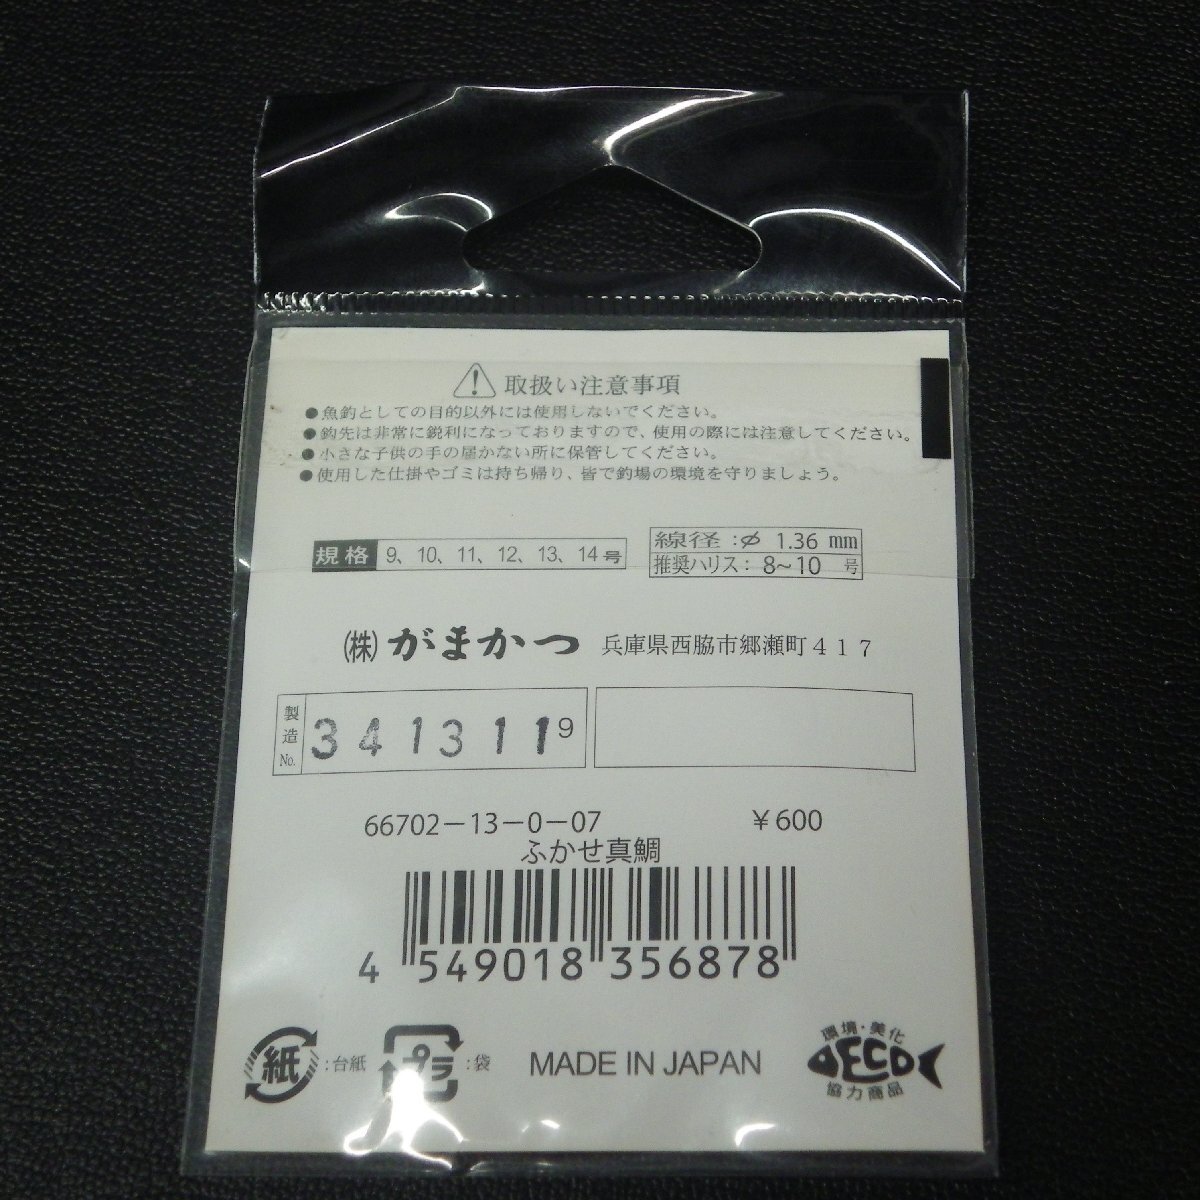 取扱い注意事項
●魚釣としての目的以外には使用しないでください。
●鈎先は非常に鋭利になっておりますので、使用の際には注意してください。
●小さな子供の手の届かない所に保管してください。
●使用した仕掛やゴミは持ち帰り、皆で釣場の環境を守りましょう。
規格 9、10、11、12、13、14号
線径:φ 1.36 mm
推奨ハリス: 8~10 号
(株)がまかつ 兵庫県西脇市郷瀬町417
製造No. 341311 9
66702-13-0-07 ¥600
ふかせ真鯛
4 549018 356878
紙 :台紙 プラ :袋 MADE IN JAPAN
環境・美化
ECO
協力商品